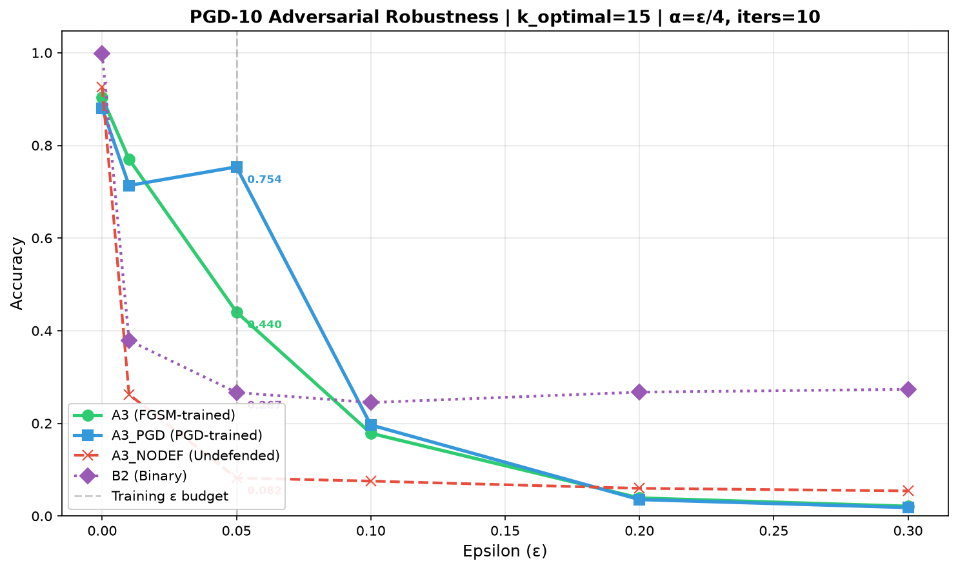 PGD-10 Adversarial Robustness | k_optimal=15 | α=ε/4, iters=10
Accuracy
1.0
0.8
0.6
0.4
0.2
0.0
0.754
0.440
0.267
0.082
A3 (FGSM-trained)
A3_PGD (PGD-trained)
A3_NODEF (Undefended)
B2 (Binary)
Training ε budget
0.00
0.05
0.10
0.15
0.20
0.25
0.30
Epsilon (ε)